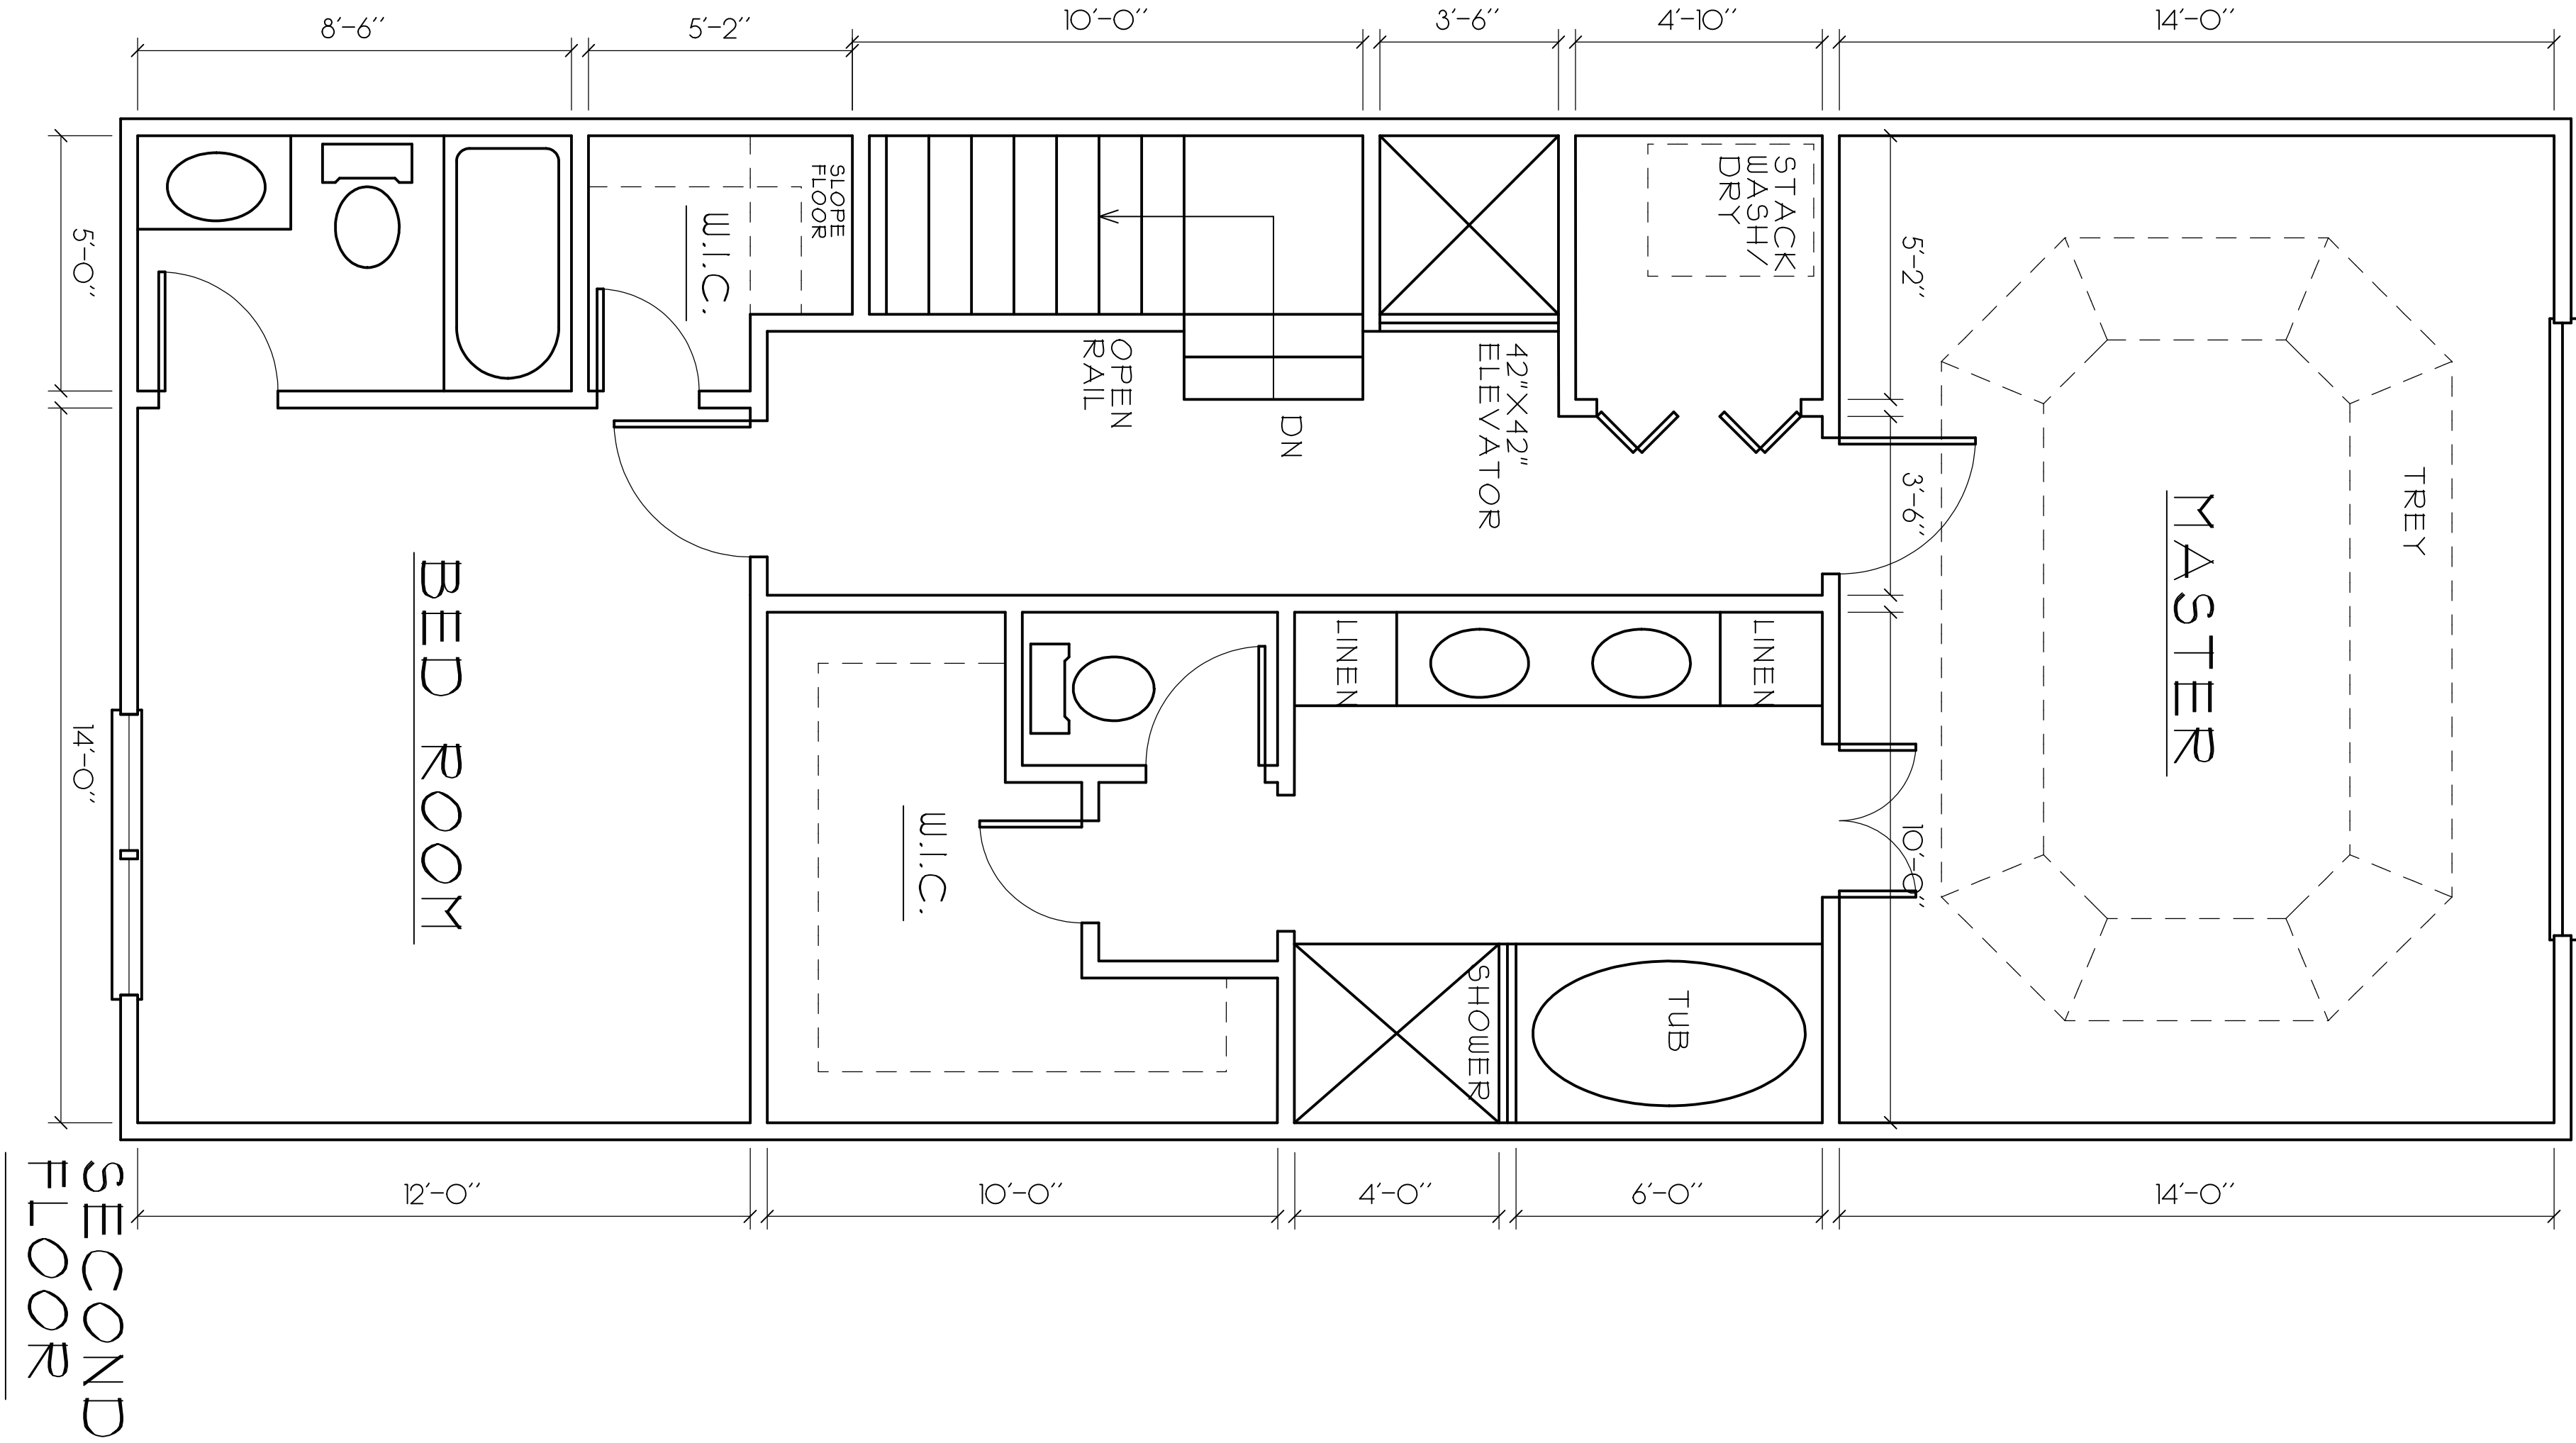 8'-6"
5'-2"
10'-0"
3'-6"
4'-10"
14'-0"
5'-0"
14'-0"
W.I.C.
SLOPE
FLOOR
OPEN
RAIL
DN
42"X42"
ELEVATOR
STACK
WASH/
DRY
5'-2"
3'-6"
10'-0"
TREY
MASTER
BED ROOM
W.I.C.
LINEN
LINEN
SHOWER
TUB
12'-0"
10'-0"
4'-0"
6'-0"
14'-0"
SECOND
FLOOR